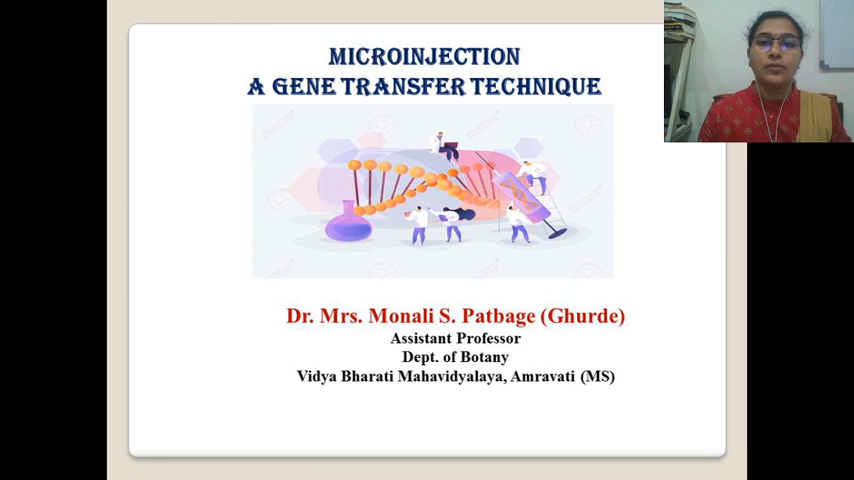 MICROINJECTION
A GENE TRANSFER TECHNIQUE
Dr. Mrs. Monali S. Patbage (Ghurde)
Assistant Professor
Dept. of Botany
Vidya Bharati Mahavidyalaya, Amravati (MS)